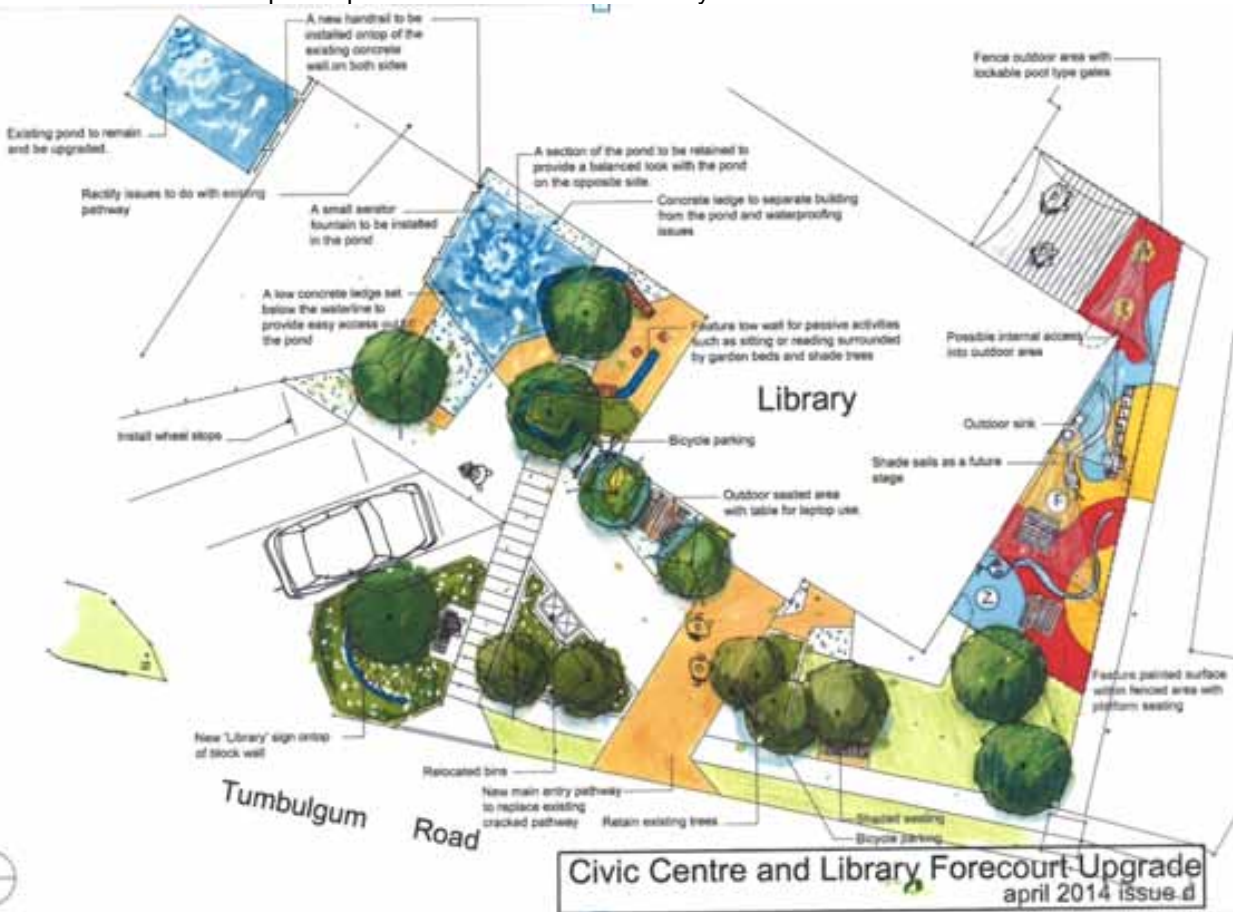 A new handrail to be
installed ontop of the
existing concrete
wall on both sides
Fence outdoor area with
lockable pool type gates
Existing pond to remain
and be upgraded.
A section of the pond to be retained to
provide a balanced look with the pond
on the opposite side.
Rectify issues to do with existing
pathway
Concrete ledge to separate building
from the pond and waterproofing
issues
A small aerator
fountain to be installed
in the pond
A low concrete ledge set
below the waterline to
provide easy access out of
the pond
Feature low wall for passive activities
such as sitting or reading surrounded
by garden beds and shade trees
Possible internal access
into outdoor area
Library
Outdoor sink
Install wheel stops
Bicycle parking
Shade sails as a future
stage
Outdoor seated area
with table for laptop use.
Feature painted surface
within fenced area with
platform seating
New 'Library' sign ontop
of block wall
Relocated bins
New main entry pathway
to replace existing
cracked pathway
Retain existing trees
Shaded seating
Bicycle parking
Tumbulgum Road
Civic Centre and Library Forecourt Upgrade
april 2014 issue d